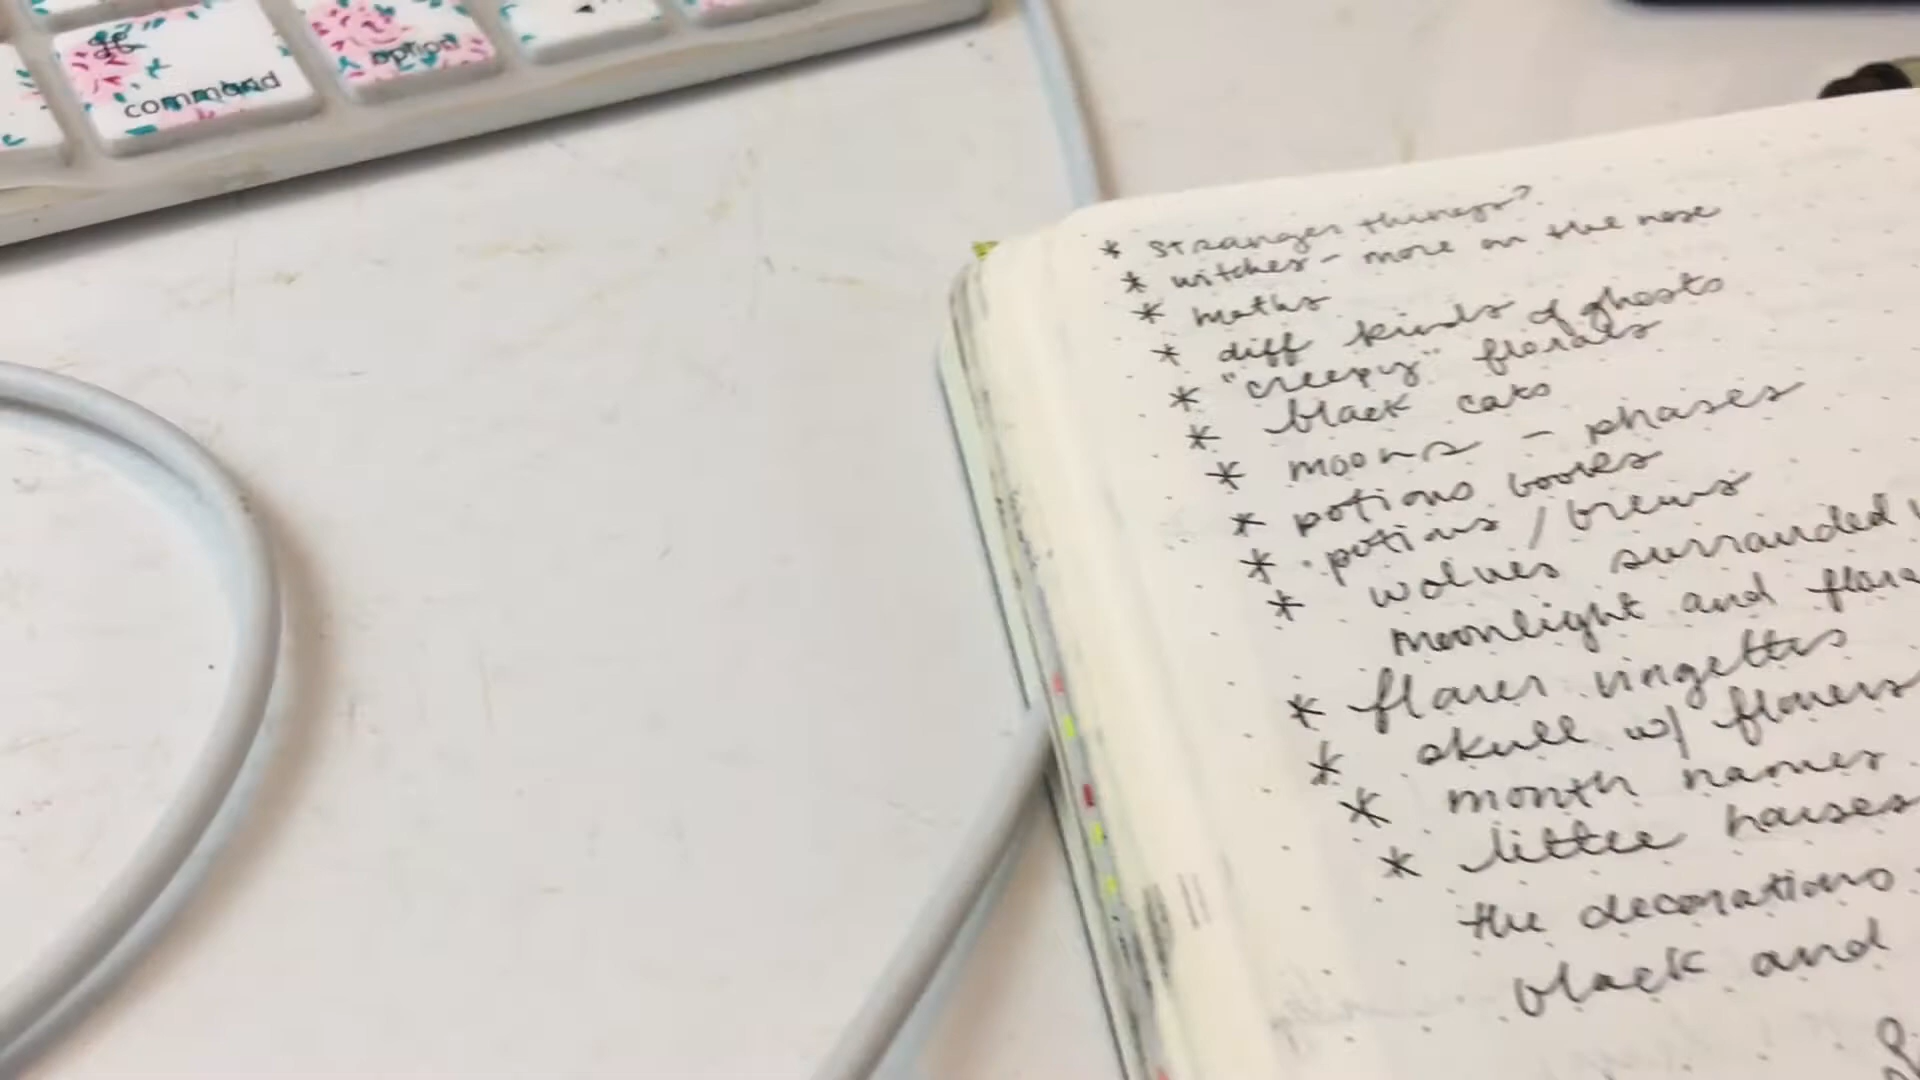 command
option
* Stranger things?
* witches - more on the nose
* moths
* diff kinds of ghosts
* "creepy" florals
* black cats
* moons - phases
* potions books
* potions / brews
* wolves surrounded
moonlight and
* flower vingettes
* skull w/ flowers
* month names
* little houses
the decorations
black and